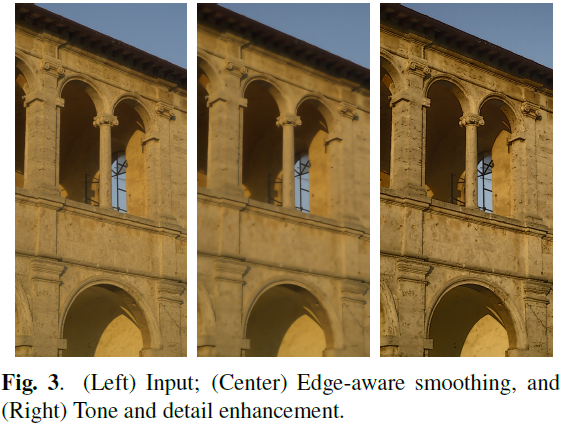 Fig. 3. (Left) Input; (Center) Edge-aware smoothing, and
(Right) Tone and detail enhancement.